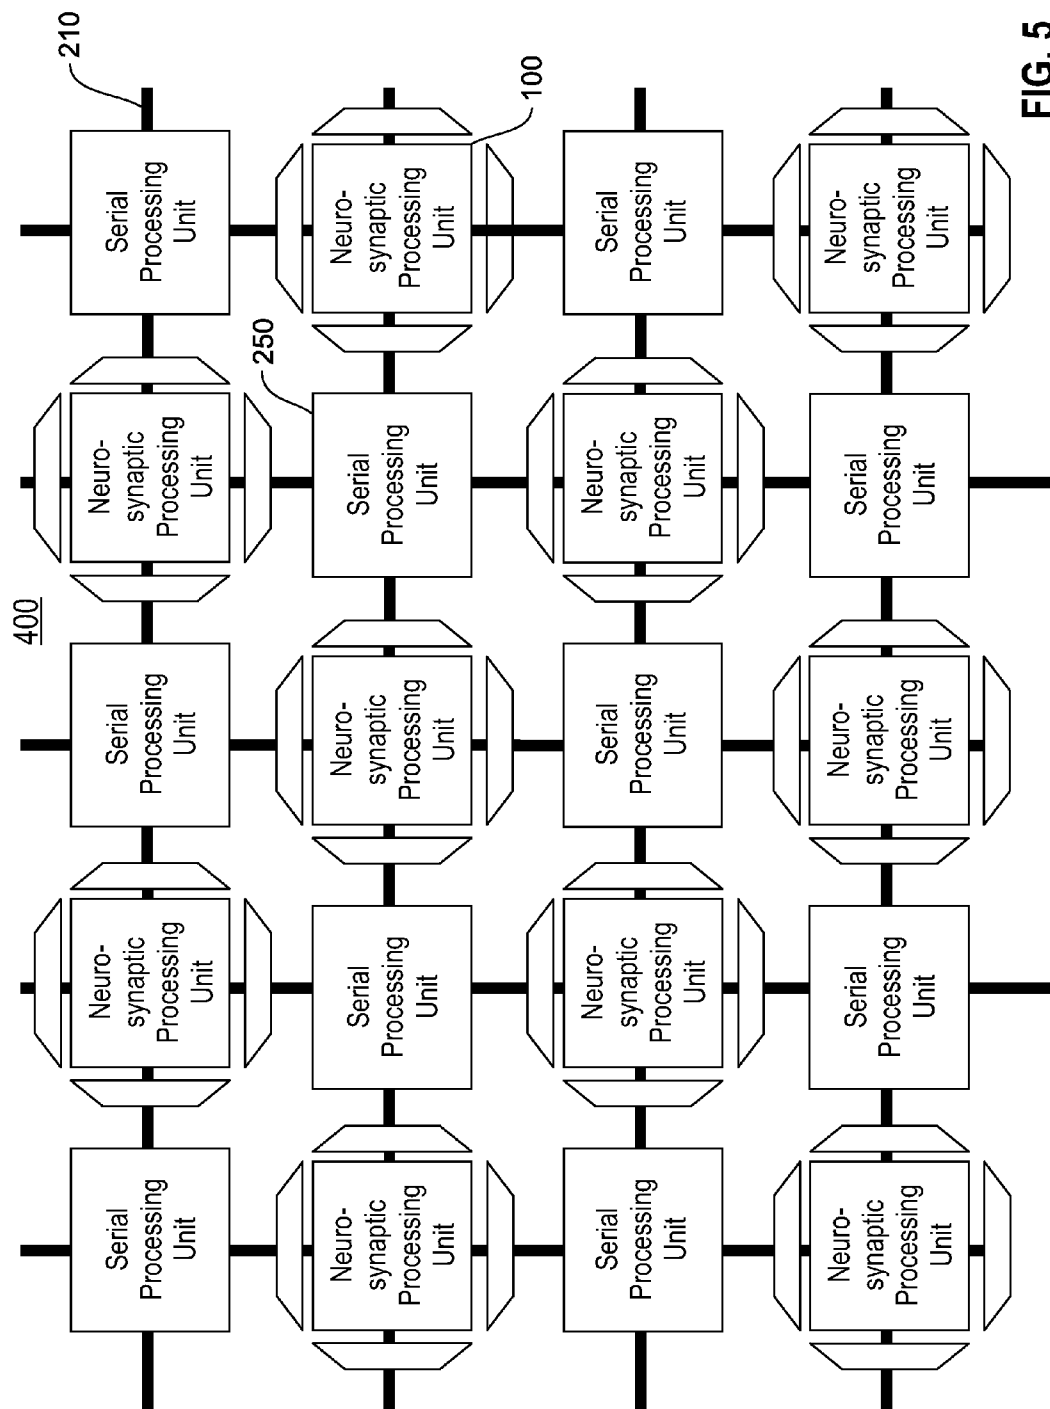 400
210
Serial
Processing
Unit
Neuro-
synaptic
Processing
Unit
Serial
Processing
Unit
Neuro-
synaptic
Processing
Unit
Serial
Processing
Unit
250
Neuro-
synaptic
Processing
Unit
Serial
Processing
Unit
Neuro-
synaptic
Processing
Unit
Serial
Processing
Unit
Neuro-
synaptic
Processing
Unit
100
Serial
Processing
Unit
Neuro-
synaptic
Processing
Unit
Serial
Processing
Unit
Neuro-
synaptic
Processing
Unit
Serial
Processing
Unit
Neuro-
synaptic
Processing
Unit
Serial
Processing
Unit
Neuro-
synaptic
Processing
Unit
Serial
Processing
Unit
Neuro-
synaptic
Processing
Unit
FIG. 5